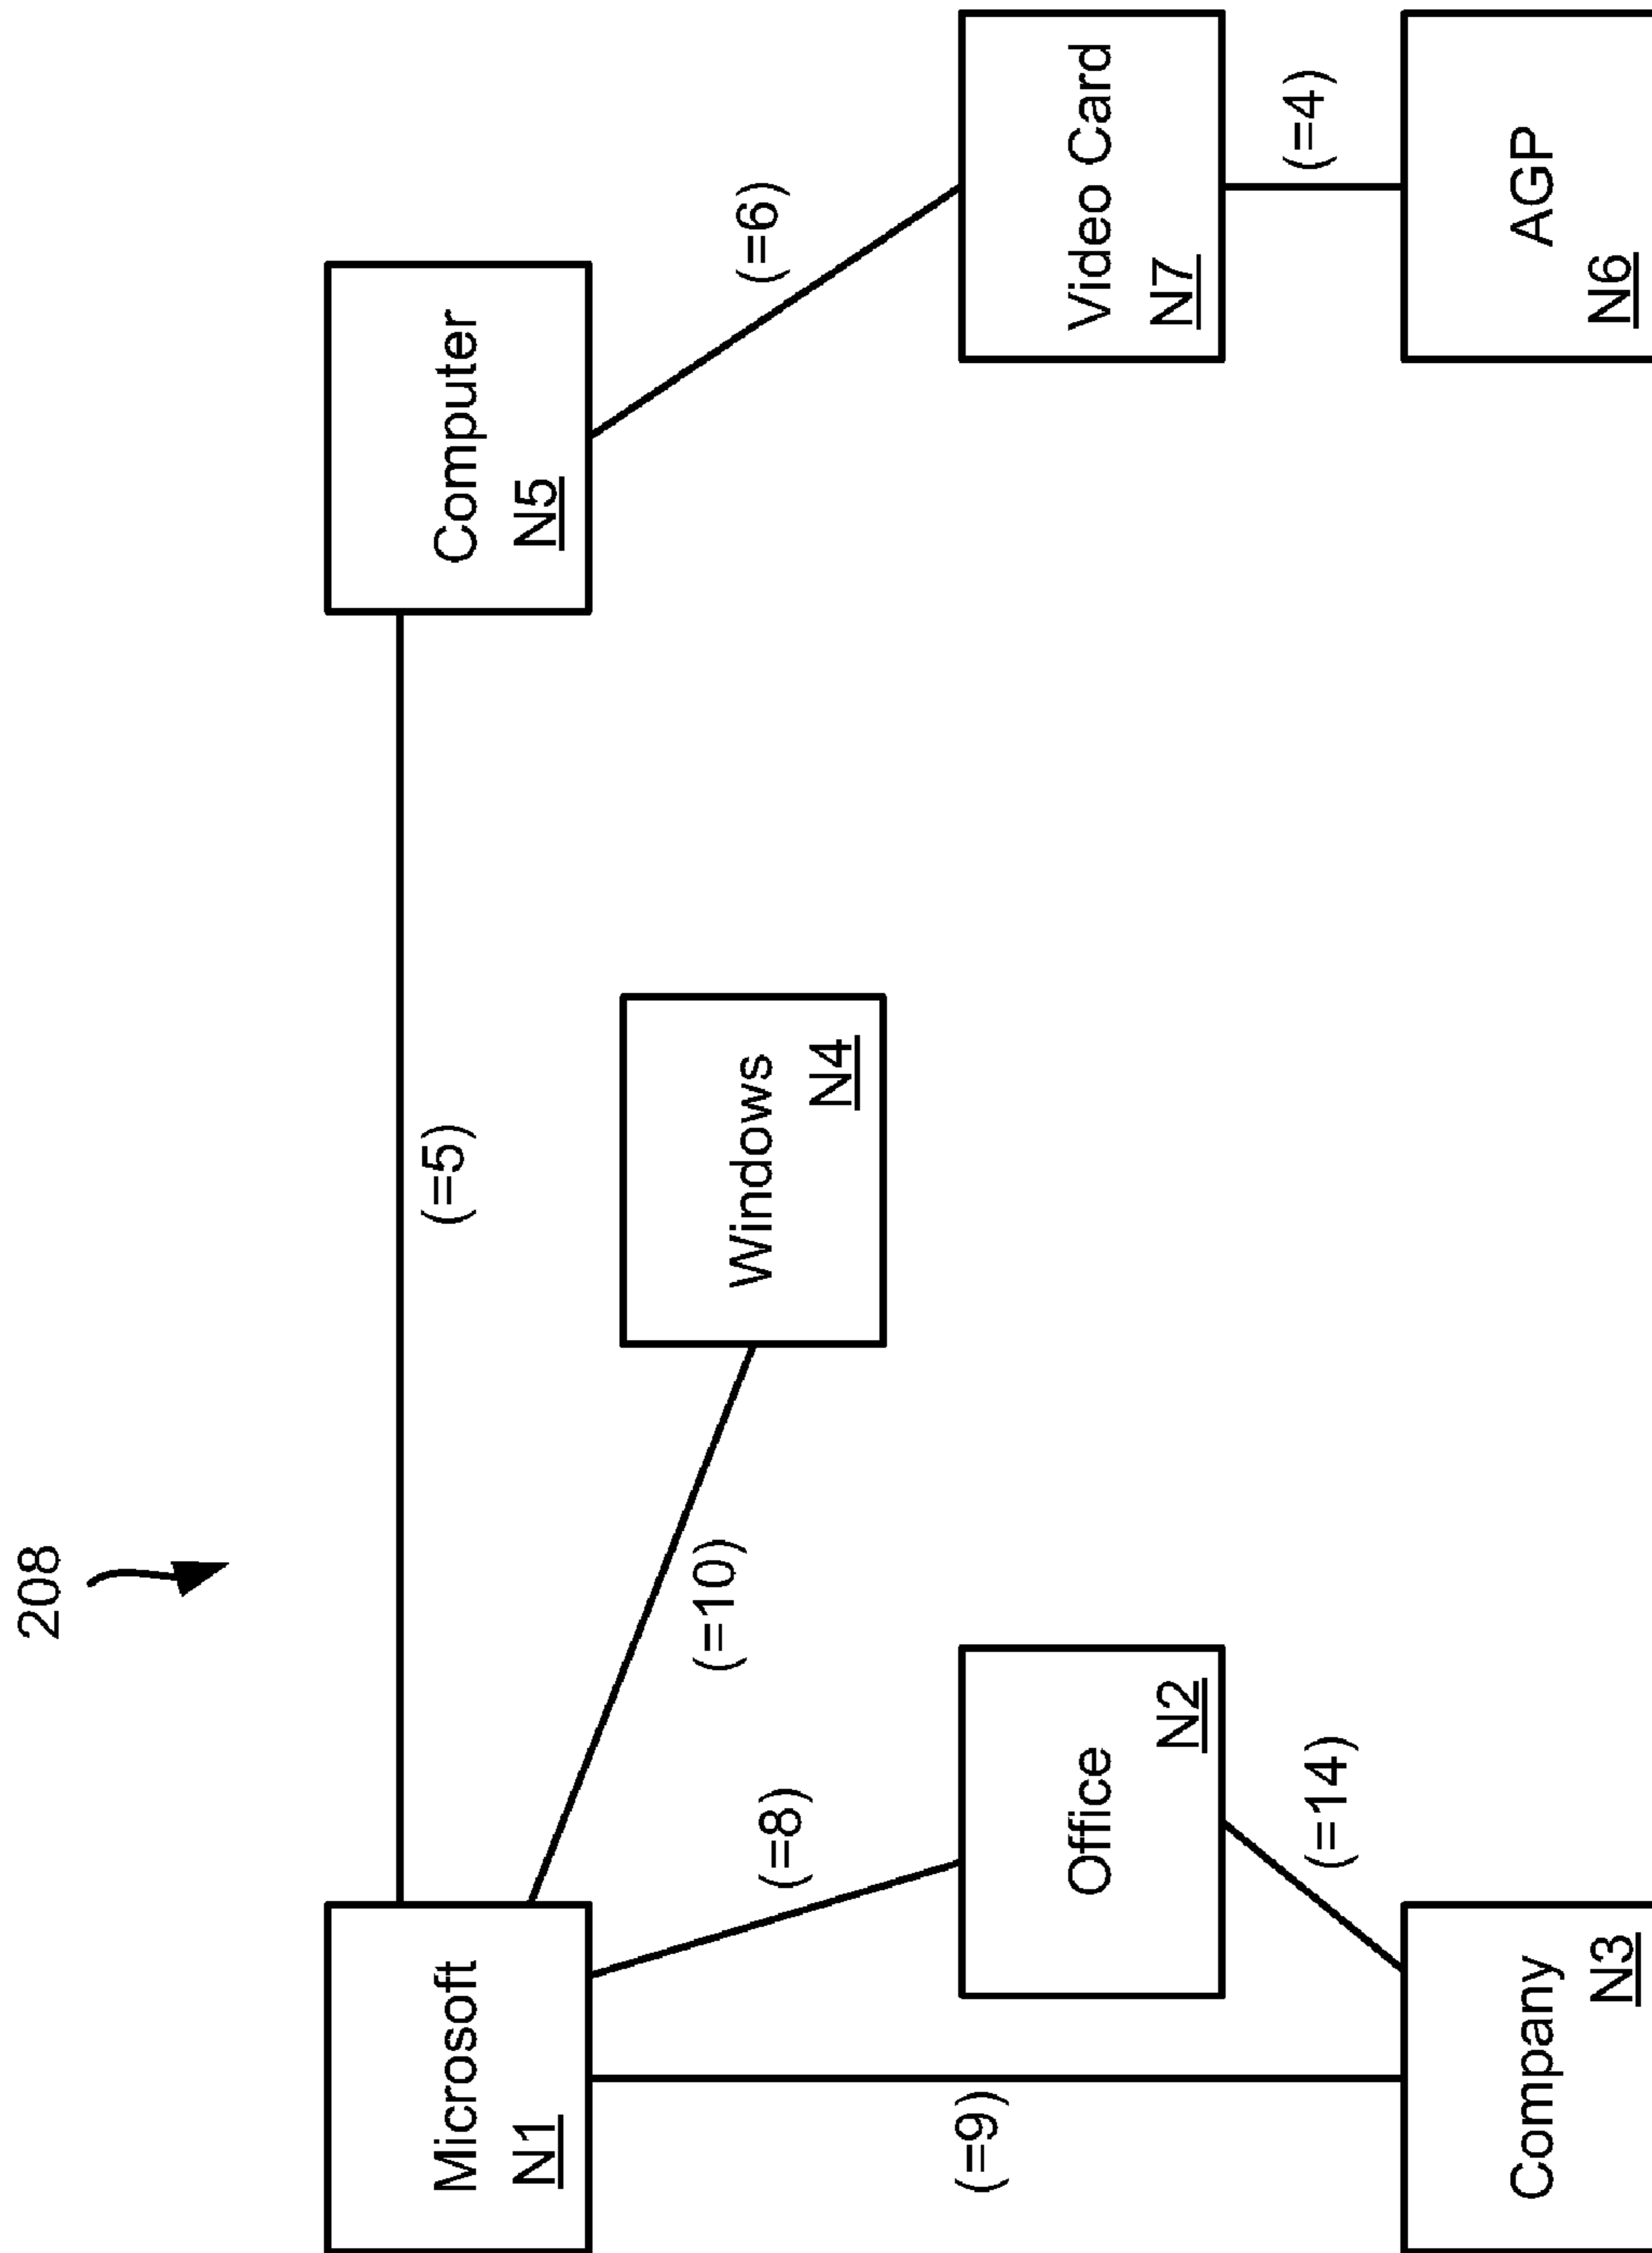 208
Microsoft
N1
(=5)
Computer
N5
(=10)
Windows
N4
(=8)
(=6)
(=9)
Office
N2
Video Card
N7
(=14)
(=4)
Company
N3
AGP
N6